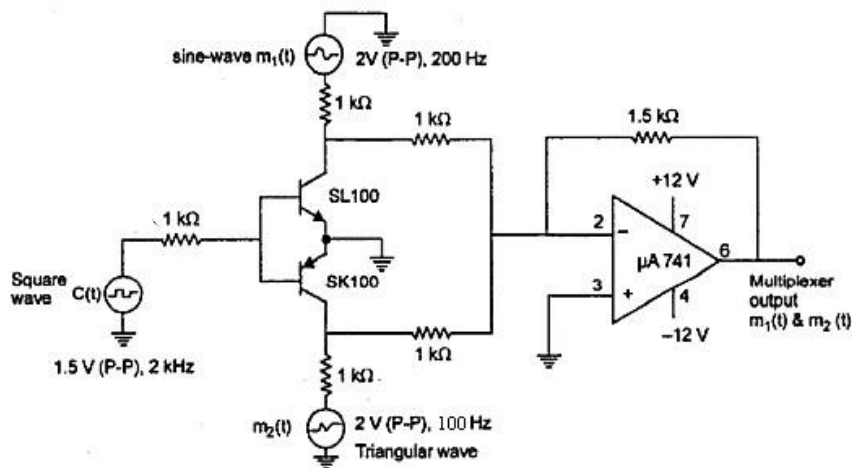 sine-wave m₁(t)
2V (P-P), 200 Hz
1 kΩ
1 kΩ
1.5 kΩ
SL100
+12 V
1 kΩ
2
−
7
6
Square
wave
C(t)
SK100
μA 741
3
+
4
Multiplexer
output
m₁(t) & m₂ (t)
−12 V
1.5 V (P-P), 2 kHz
1 kΩ
1kΩ
m₂(t)
2 V (P-P), 100 Hz
Triangular wave